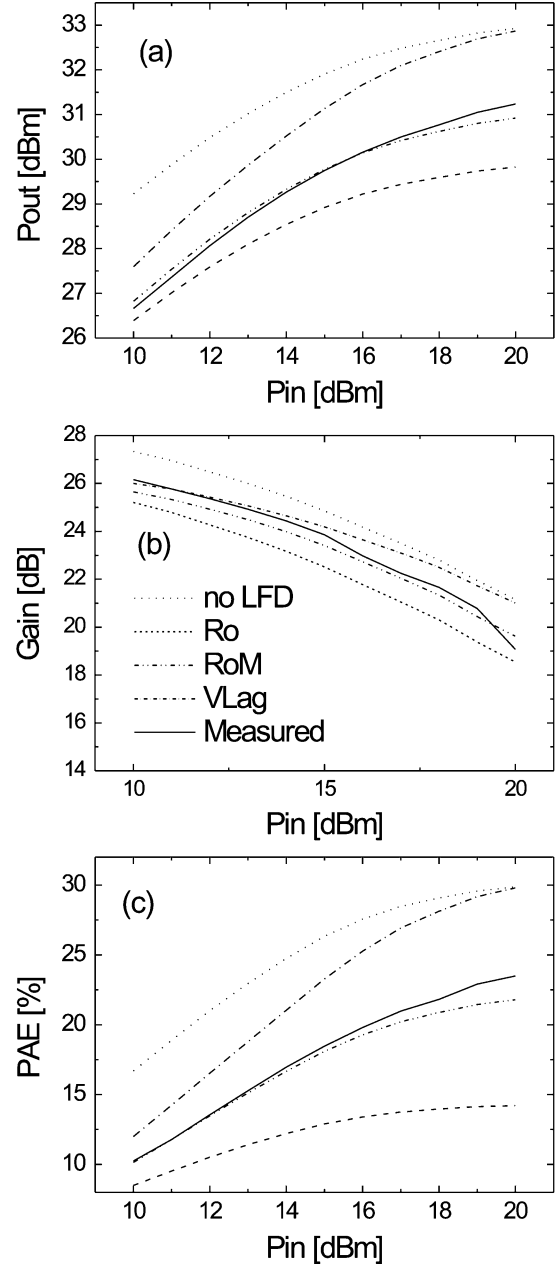 33
32
31
30
29
28
27
26
Pout [dBm]
(a)
10 12 14 16 18 20
Pin [dBm]
28
26
24
22
20
18
16
14
Gain [dB]
(b)
no LFD
Ro
RoM
VLag
Measured
10 15 20
Pin [dBm]
30
25
20
15
10
PAE [%]
(c)
10 12 14 16 18 20
Pin [dBm]